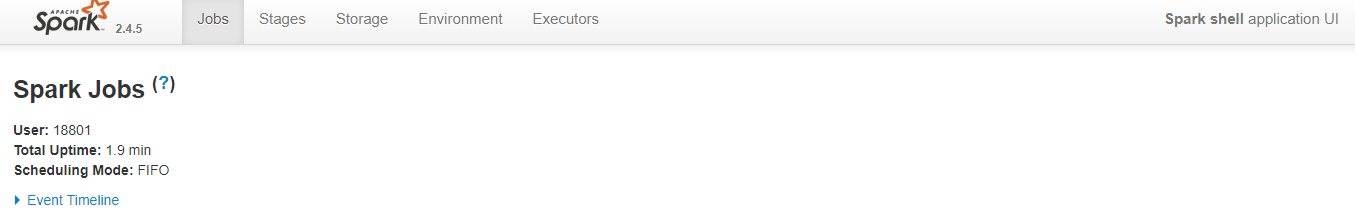 APACHE
Spark 2.4.5 Jobs Stages Storage Environment Executors Spark shell application UI
Spark Jobs (?)
User: 18801
Total Uptime: 1.9 min
Scheduling Mode: FIFO
Event Timeline